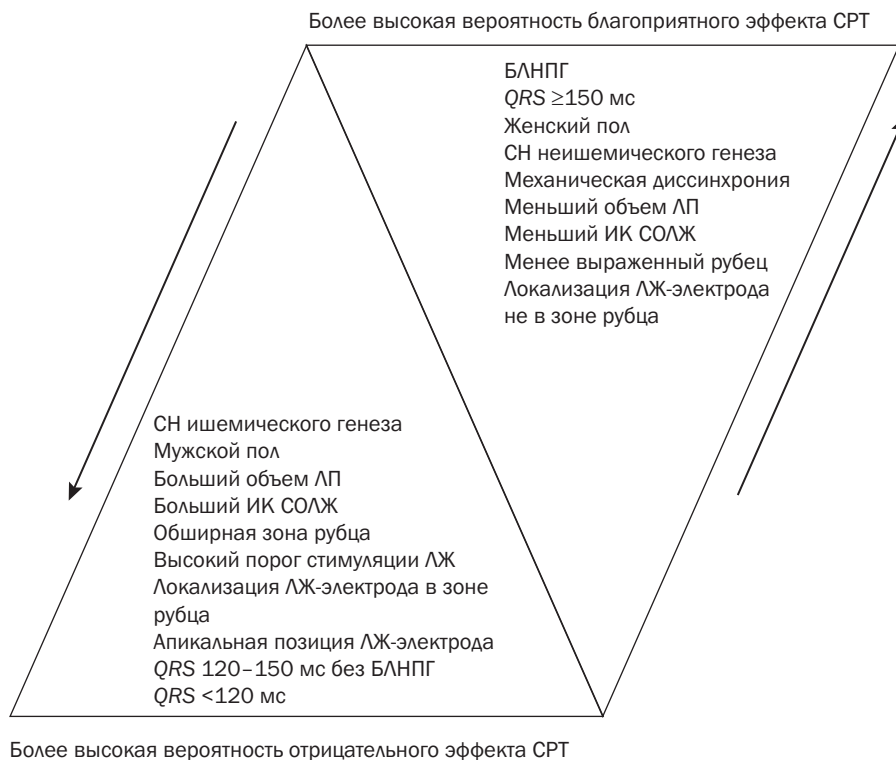 Более высокая вероятность благоприятного эффекта СРТ
БЛНПГ
QRS ≥150 мс
Женский пол
СН неишемического генеза
Механическая диссинхрония
Меньший объем ЛП
Меньший ИК СОЛЖ
Менее выраженный рубец
Локализация ЛЖ-электрода
не в зоне рубца
СН ишемического генеза
Мужской пол
Больший объем ЛП
Больший ИК СОЛЖ
Обширная зона рубца
Высокий порог стимуляции ЛЖ
Локализация ЛЖ-электрода в зоне
рубца
Апикальная позиция ЛЖ-электрода
QRS 120–150 мс без БЛНПГ
QRS <120 мс
Более высокая вероятность отрицательного эффекта СРТ